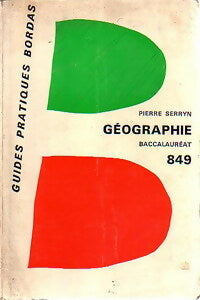 GUIDES PRATIQUES BORDAS
PIERRE SERRYN
GÉOGRAPHIE
BACCALAURÉAT
849